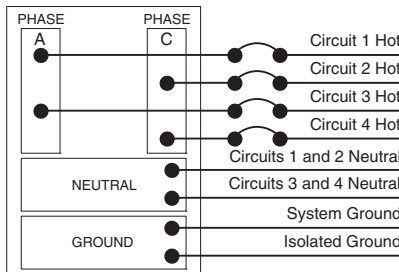 PHASE PHASE
A C
Circuit 1 Hot
Circuit 2 Hot
Circuit 3 Hot
Circuit 4 Hot
Circuits 1 and 2 Neutral
NEUTRAL
Circuits 3 and 4 Neutral
System Ground
GROUND
Isolated Ground